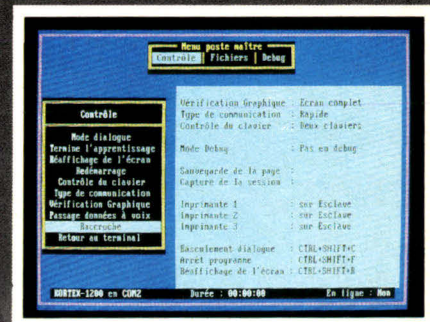 Menu poste maître
Contrôle | Fichiers | Debug
Contrôle
Mode dialogue
Termine l'apprentissage
Réaffichage de l'écran
Redémarrage
Contrôle du clavier
Type de communication
Vérification Graphique
Passage données à voix
Raccroche
Retour au terminal
Vérification Graphique : Ecran complet
Type de communication : Rapide
Contrôle du clavier : Deux claviers
Mode Debug : Pas en debug
Sauvegarde de la page :
Capture de la session :
Imprimante 1 : sur Esclave
Imprimante 2 : sur Esclave
Imprimante 3 : sur Esclave
Basculement dialogue : CTRL+SHIFT+C
Arrêt programme : CTRL+SHIFT+F
Réaffichage de l'écran : CTRL+SHIFT+R
KORTEX-1200 en COM2 Durée : 00:00:00 En ligne : Non